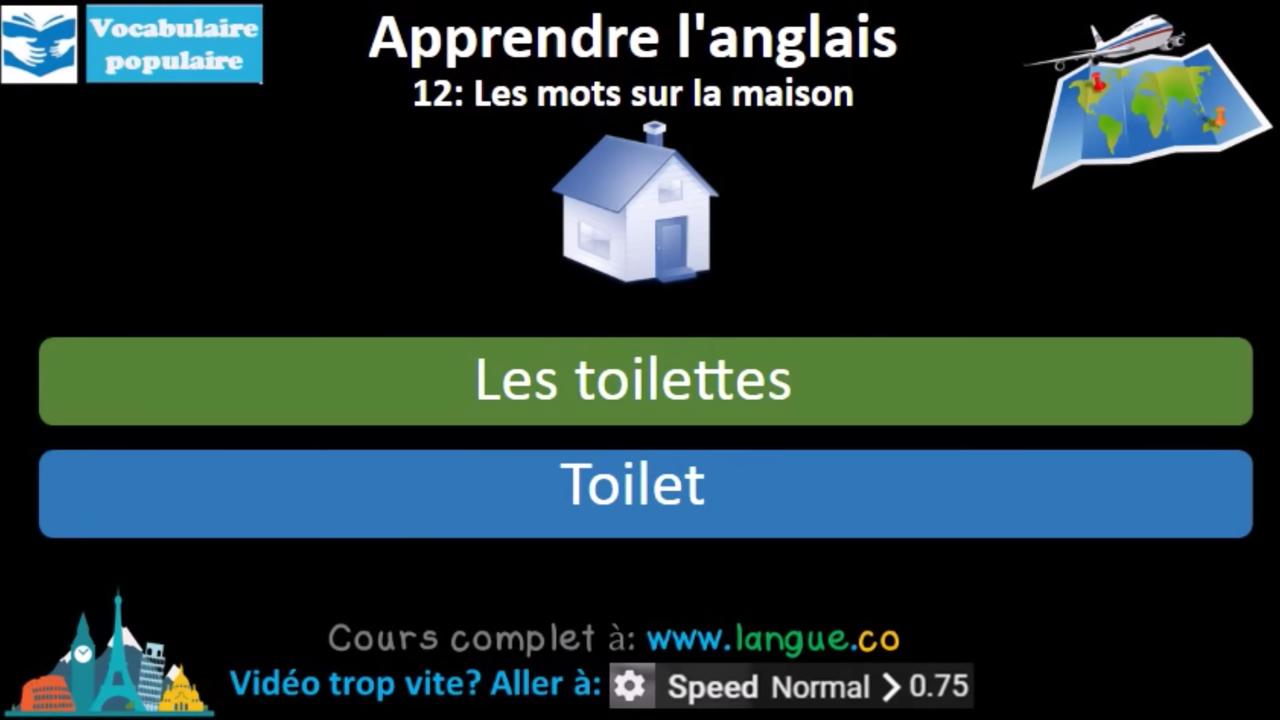 Vocabulaire
populaire
Apprendre l'anglais
12: Les mots sur la maison
Les toilettes
Toilet
Cours complet à: www.langue.co
Vidéo trop vite? Aller à: Speed Normal > 0.75